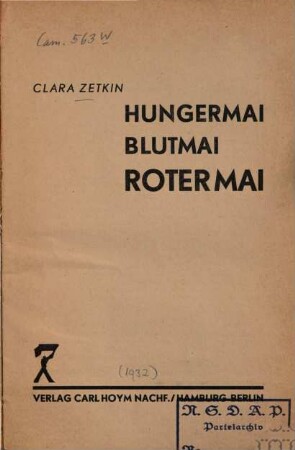 Cam. 563 W
CLARA ZETKIN
HUNGERMAI
BLUTMAI
ROTER MAI
(1932)
VERLAG CARL HOYM NACHF./HAMBURG-BERLIN
N. S. D. A. P.
Parteiarchiv